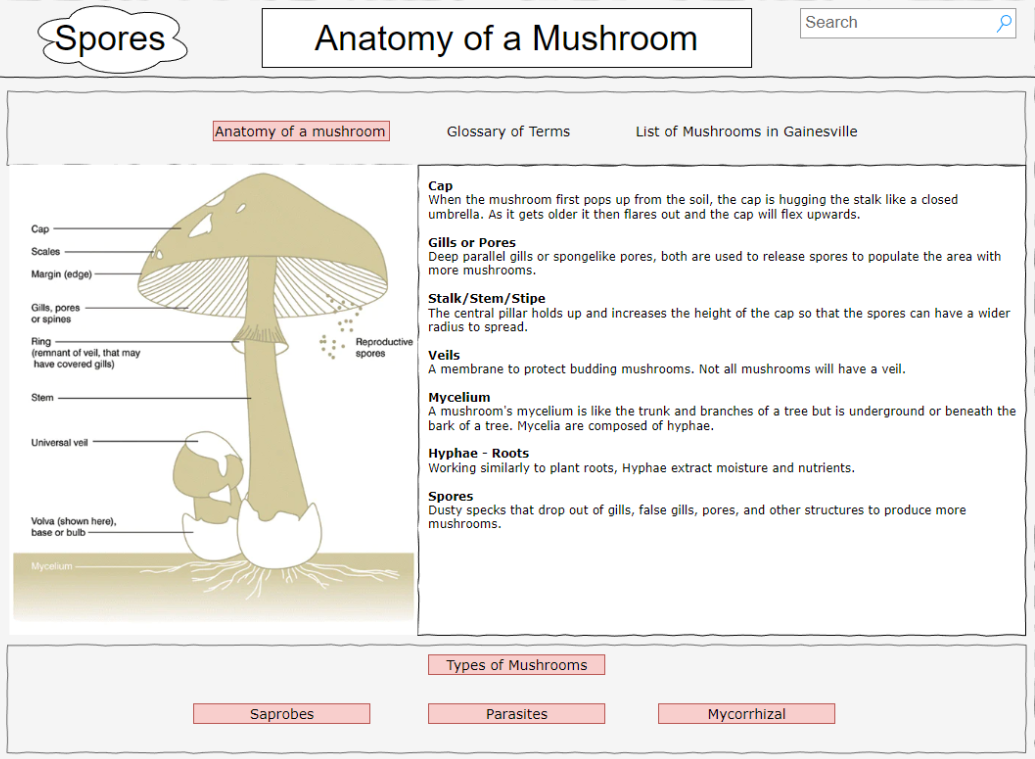 Spores
Anatomy of a Mushroom
Search
Anatomy of a mushroom
Glossary of Terms
List of Mushrooms in Gainesville
Cap
Scales
Margin (edge)
Gills, pores
or spines
Ring
(remnant of veil, that may
have covered gills)
Reproductive
spores
Stem
Universal veil
Volva (shown here),
base or bulb
Mycelium
Cap
When the mushroom first pops up from the soil, the cap is hugging the stalk like a closed
umbrella. As it gets older it then flares out and the cap will flex upwards.
Gills or Pores
Deep parallel gills or spongelike pores, both are used to release spores to populate the area with
more mushrooms.
Stalk/Stem/Stipe
The central pillar holds up and increases the height of the cap so that the spores can have a wider
radius to spread.
Veils
A membrane to protect budding mushrooms. Not all mushrooms will have a veil.
Mycelium
A mushroom's mycelium is like the trunk and branches of a tree but is underground or beneath the
bark of a tree. Mycelia are composed of hyphae.
Hyphae - Roots
Working similarly to plant roots, Hyphae extract moisture and nutrients.
Spores
Dusty specks that drop out of gills, false gills, pores, and other structures to produce more
mushrooms.
Types of Mushrooms
Saprobes
Parasites
Mycorrhizal